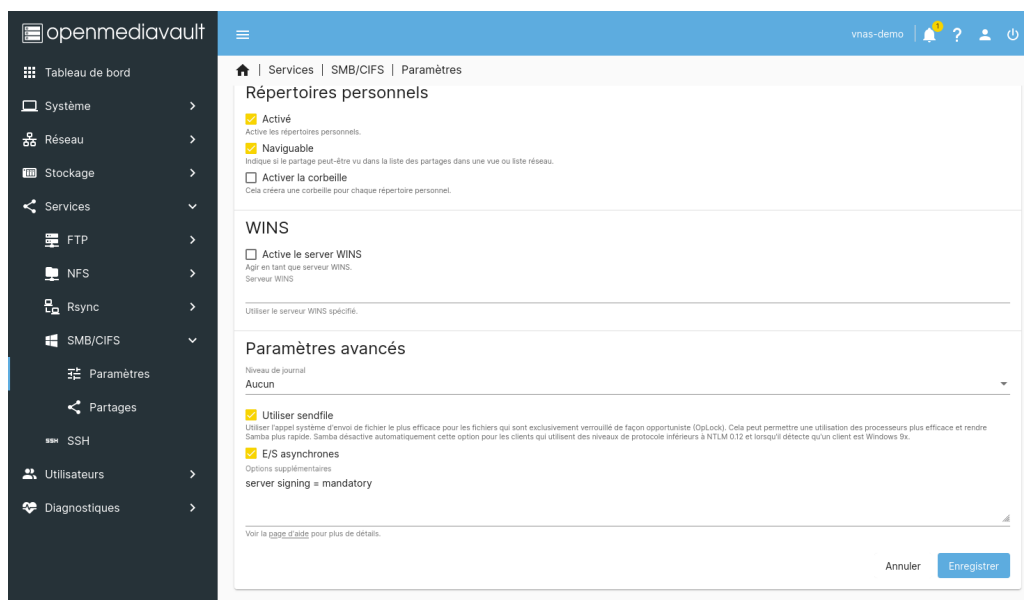 openmediavault
vnas-demo
1
Tableau de bord
Système
Réseau
Stockage
Services
FTP
NFS
Rsync
SMB/CIFS
Paramètres
Partages
SSH SSH
Utilisateurs
Diagnostiques
| Services | SMB/CIFS | Paramètres
Répertoires personnels
Activé
Active les répertoires personnels.
Naviguable
Indique si le partage peut-être vu dans la liste des partages dans une vue ou liste réseau.
Activer la corbeille
Cela créera une corbeille pour chaque répertoire personnel.
WINS
Active le server WINS
Agir en tant que serveur WINS.
Serveur WINS
Utiliser le serveur WINS spécifié.
Paramètres avancés
Niveau de journal
Aucun
Utiliser sendfile
Utiliser l'appel système d'envoi de fichier le plus efficace pour les fichiers qui sont exclusivement verrouillé de façon opportuniste (OpLock). Cela peut permettre une utilisation des processeurs plus efficace et rendre
Samba plus rapide. Samba désactive automatiquement cette option pour les clients qui utilisent des niveaux de protocole inférieurs à NTLM 0.12 et lorsqu'il détecte qu'un client est Windows 9x.
E/S asynchrones
Options supplémentaires
server signing = mandatory
Voir la page d'aide pour plus de détails.
Annuler
Enregistrer